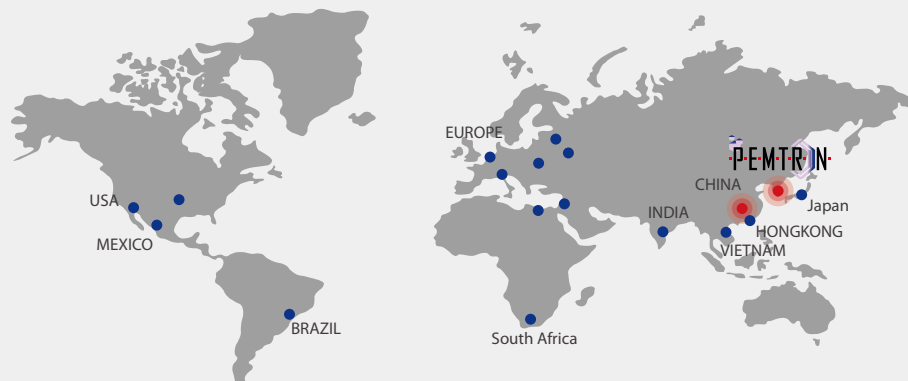 EUROPE
PEMTRON
CHINA
USA
INDIA
Japan
MEXICO
HONGKONG
VIETNAM
BRAZIL
South Africa